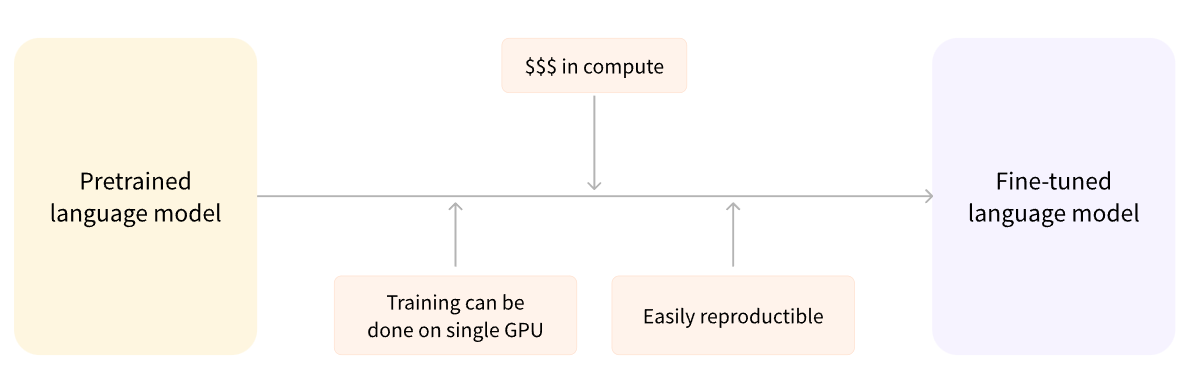 $$$ in compute
Pretrained
language model
Fine-tuned
language model
Training can be
done on single GPU
Easily reproductible